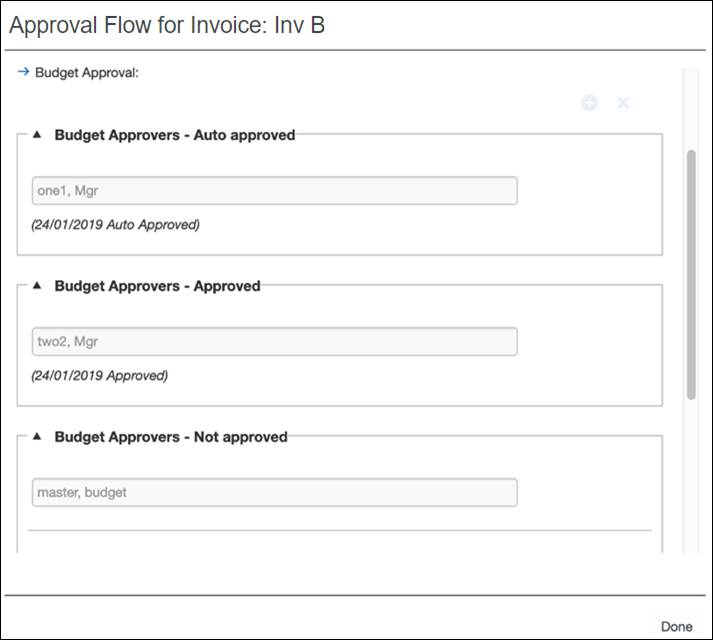 Approval Flow for Invoice: Inv B
→ Budget Approval:
▲ Budget Approvers - Auto approved
one1, Mgr
(24/01/2019 Auto Approved)
▲ Budget Approvers - Approved
two2, Mgr
(24/01/2019 Approved)
▲ Budget Approvers - Not approved
master, budget
Done